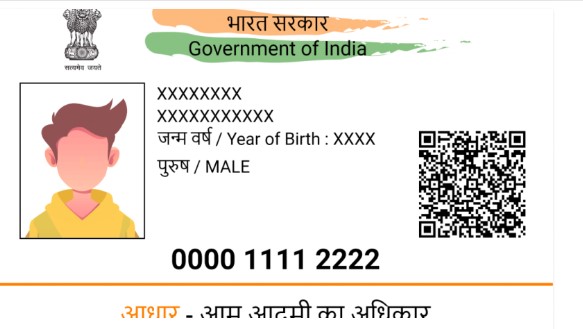 भारत सरकार
Government of India
सत्यमेव जयते
XXXXXXXX
XXXXXXXXXXX
जन्म वर्ष / Year of Birth : XXXX
पुरुष / MALE
0000 1111 2222
आधार - आम आदमी का अधिकार